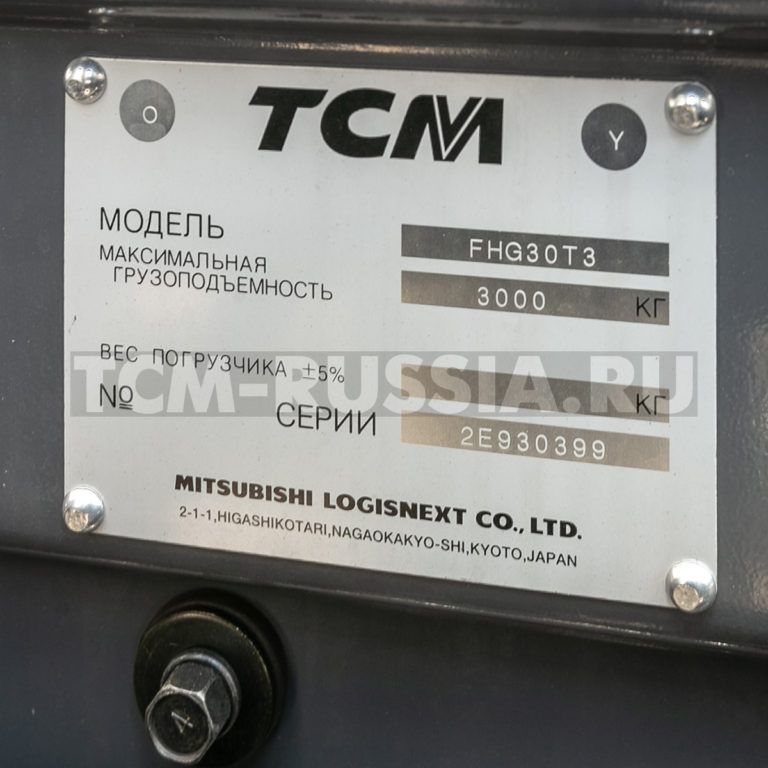 O TCM Y
МОДЕЛЬ FHG30T3
МАКСИМАЛЬНАЯ
ГРУЗОПОДЪЕМНОСТЬ 3000 КГ
ВЕС ПОГРУЗЧИКА ±5% КГ
TCM-RUSSIA.RU
№ СЕРИИ 2E930399
MITSUBISHI LOGISNEXT CO., LTD.
2-1-1,HIGASHIKOTARI,NAGAOKAKYO-SHI,KYOTO,JAPAN
4